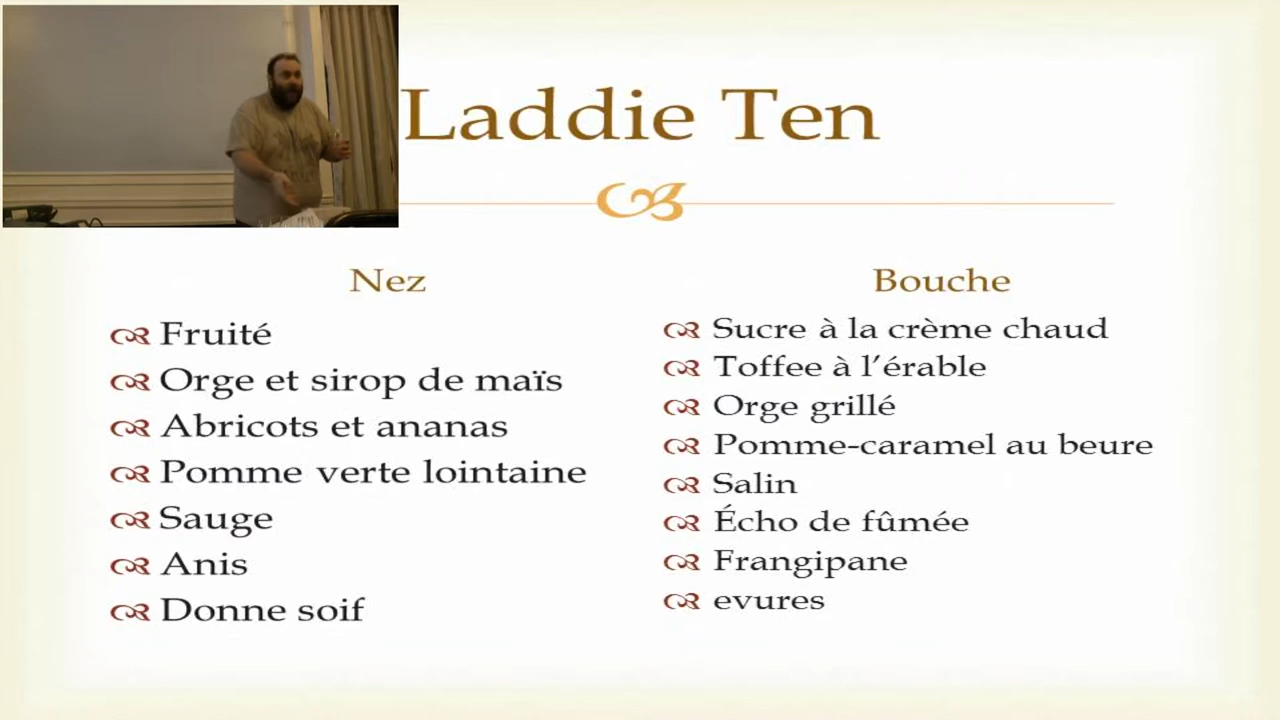 Laddie Ten
Nez
Fruité
Orge et sirop de maïs
Abricots et ananas
Pomme verte lointaine
Sauge
Anis
Donne soif
Bouche
Sucre à la crème chaud
Toffee à l’érable
Orge grillé
Pomme-caramel au beure
Salin
Écho de fûmée
Frangipane
evures